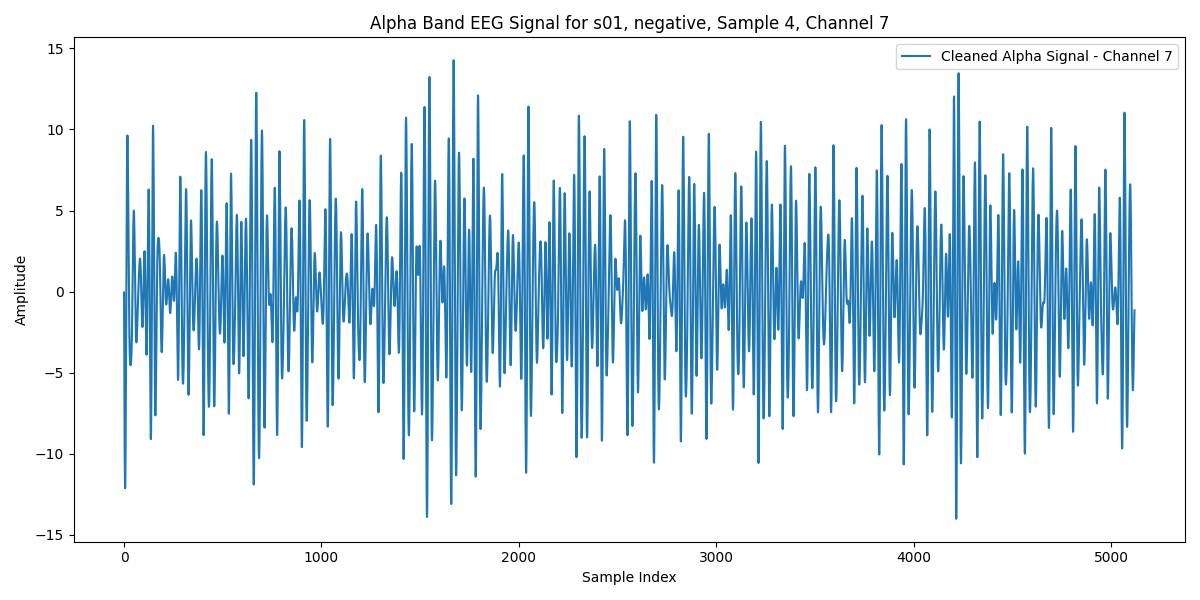 Alpha Band EEG Signal for s01, negative, Sample 4, Channel 7
Cleaned Alpha Signal - Channel 7
Amplitude
15
10
5
0
−5
−10
−15
0 1000 2000 3000 4000 5000
Sample Index